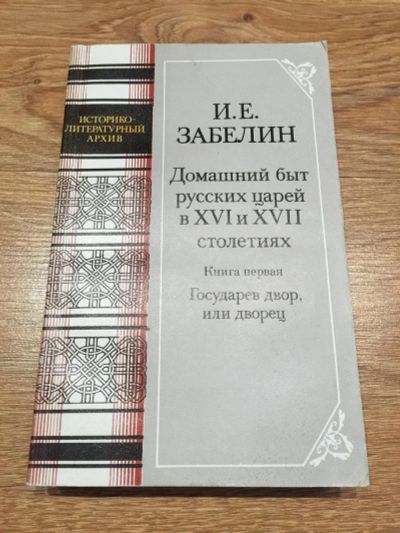 ИСТОРИКО-
ЛИТЕРАТУРНЫЙ
АРХИВ
И.Е.
ЗАБЕЛИН
Домашний быт
русских царей
в XVI и XVII
столетиях
Книга первая
Государев двор,
или дворец